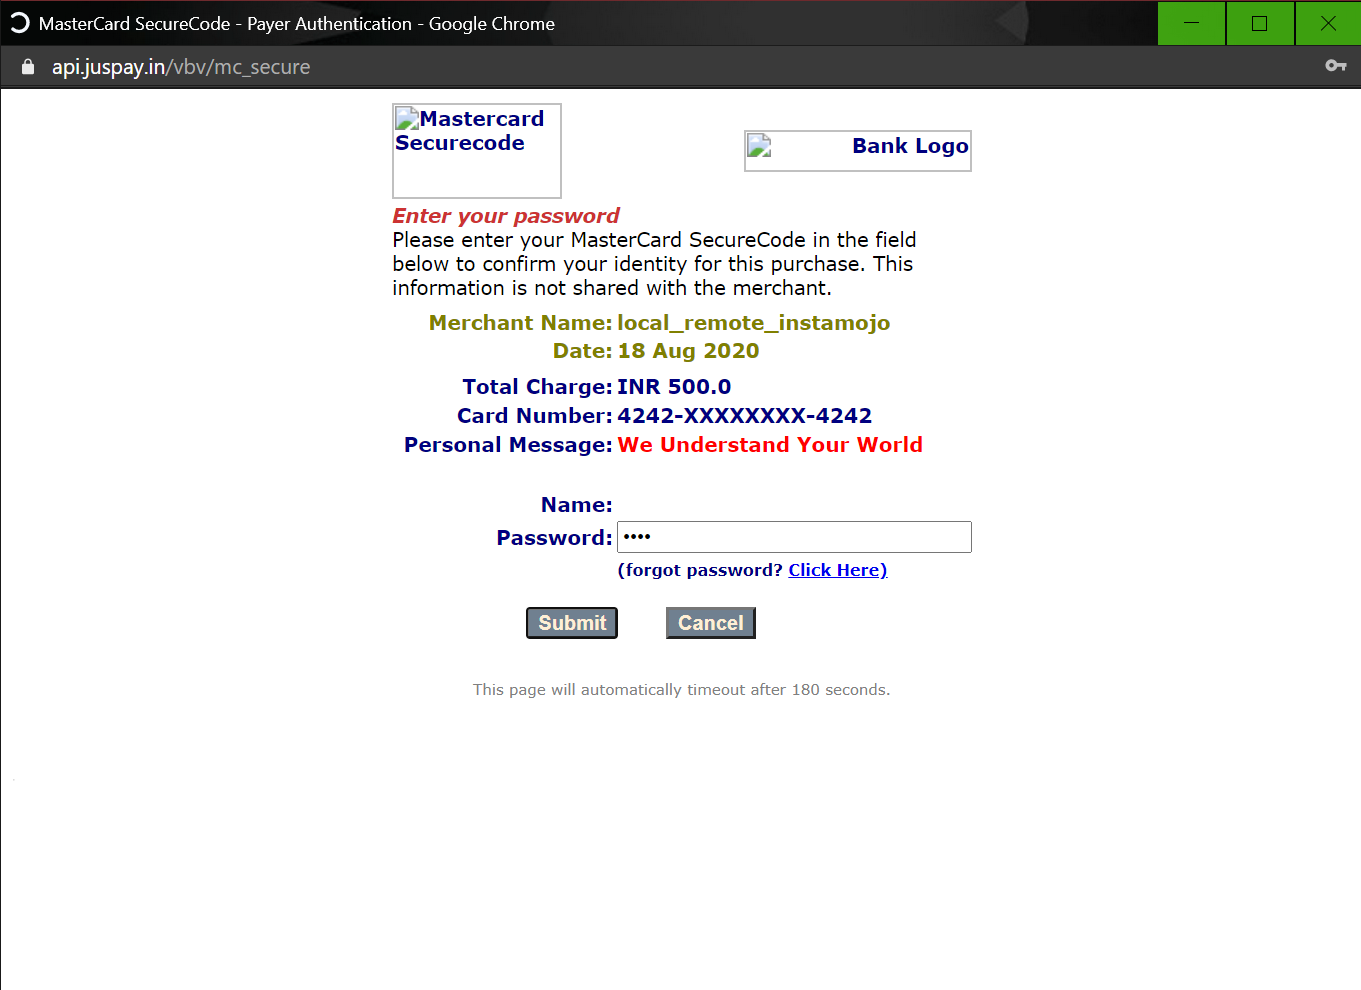 MasterCard SecureCode - Payer Authentication - Google Chrome
api.juspay.in/vbv/mc_secure
Mastercard
Securecode
Bank Logo
Enter your password
Please enter your MasterCard SecureCode in the field
below to confirm your identity for this purchase. This
information is not shared with the merchant.
Merchant Name: local_remote_instamojo
Date: 18 Aug 2020
Total Charge: INR 500.0
Card Number: 4242-XXXXXXXX-4242
Personal Message: We Understand Your World
Name:
Password: ••••
(forgot password? Click Here)
Submit Cancel
This page will automatically timeout after 180 seconds.